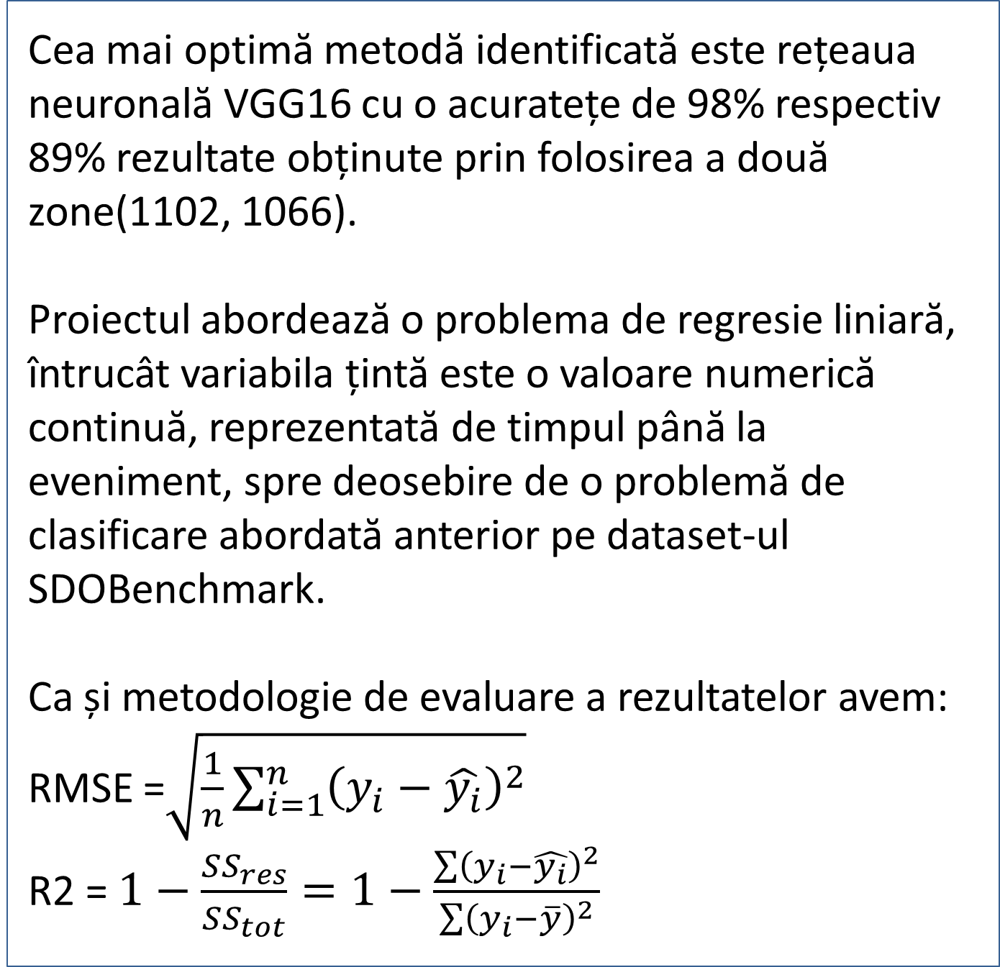 Cea mai optimă metodă identificată este rețeaua
neuronală VGG16 cu o acuratețe de 98% respectiv
89% rezultate obținute prin folosirea a două
zone(1102, 1066).
Proiectul abordează o problema de regresie liniară,
întrucât variabila țintă este o valoare numerică
continuă, reprezentată de timpul până la
eveniment, spre deosebire de o problemă de
clasificare abordată anterior pe dataset-ul
SDOBenchmark.
Ca și metodologie de evaluare a rezultatelor avem:
RMSE = $\sqrt{\frac{1}{n}\sum_{i=1}^{n}(y_i - \widehat{y_i})^2}$
R2 = $1 - \frac{SS_{res}}{SS_{tot}} = 1 - \frac{\sum(y_i - \widehat{y_i})^2}{\sum(y_i - \bar{y})^2}$